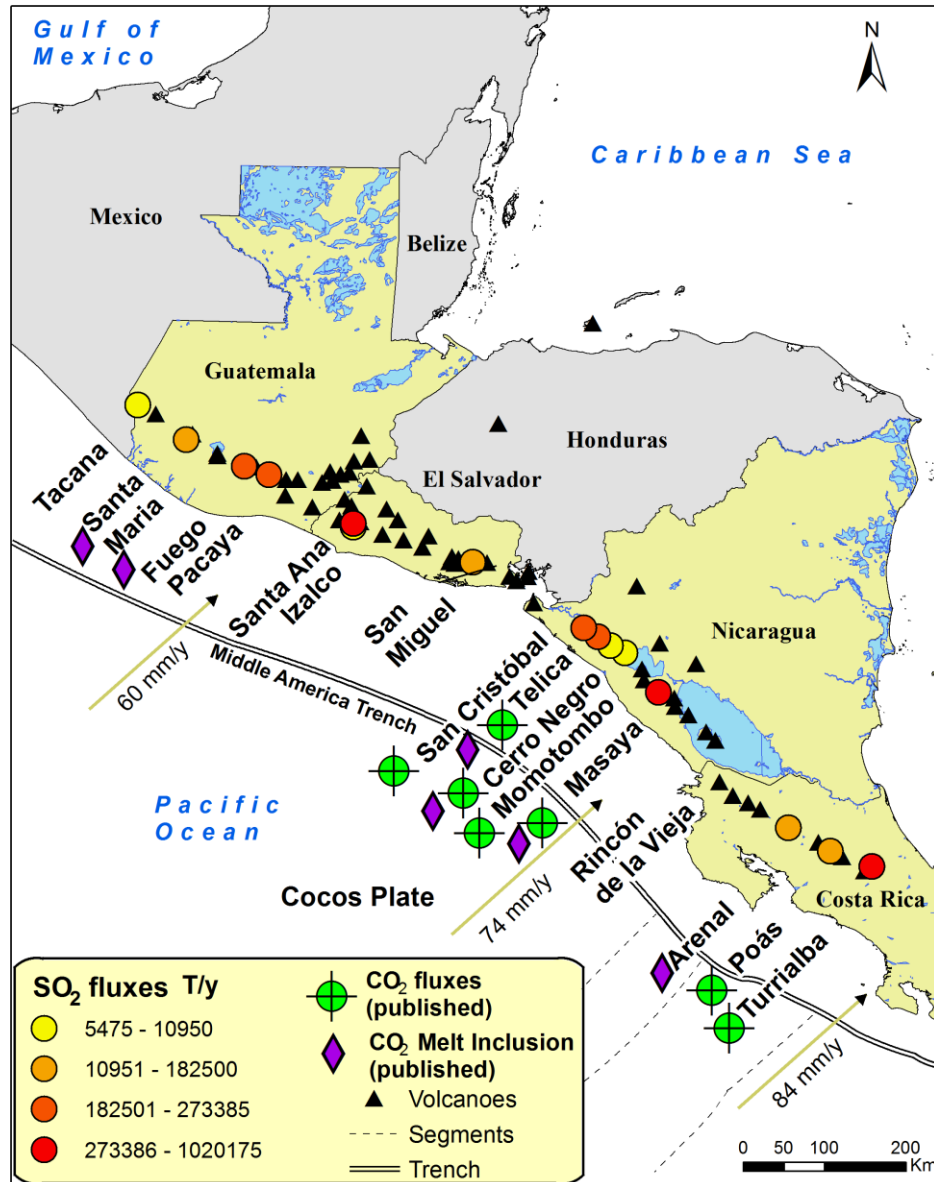 Gulf of
Mexico
N
Caribbean Sea
Mexico
Belize
Guatemala
Honduras
El Salvador
Tacana
Santa
Maria
Fuego
Pacaya
Santa Ana
Izalco
San
Miguel
Nicaragua
60 mm/y
Middle America Trench
San Cristóbal
Telica
Cerro Negro
Momotombo
Masaya
Pacific
Ocean
Rincón
de la Vieja
Cocos Plate
74 mm/y
Costa Rica
Arenal
Poás
Turrialba
84 mm/y
SO2 fluxes T/y
5475 - 10950
10951 - 182500
182501 - 273385
273386 - 1020175
CO2 fluxes
(published)
CO2 Melt Inclusion
(published)
Volcanoes
Segments
Trench
0 50 100 200
Km